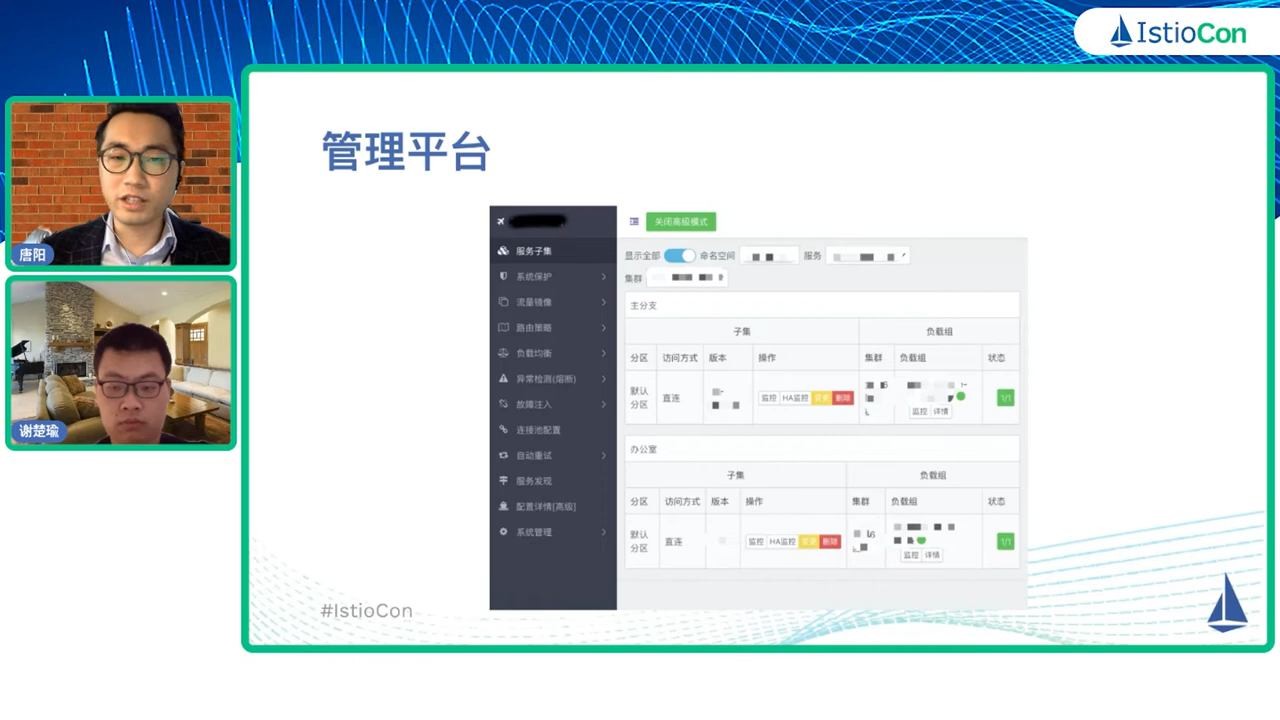 IstioCon
唐阳
谢楚瑜
管理平台
关闭高级模式
服务子集
系统保护
流量镜像
路由策略
负载均衡
异常检测(熔断)
故障注入
连接池配置
自动重试
服务发现
配置详情[高级]
系统管理
显示全部 命名空间 服务
集群
主分支
子集 负载组
分区 访问方式 版本 操作 集群 负载组 状态
默认分区 直连 监控 HA监控 变更 删除 监控 详情 1/1
办公室
子集 负载组
分区 访问方式 版本 操作 集群 负载组 状态
默认分区 直连 监控 HA监控 变更 删除 监控 详情 1/1
#IstioCon